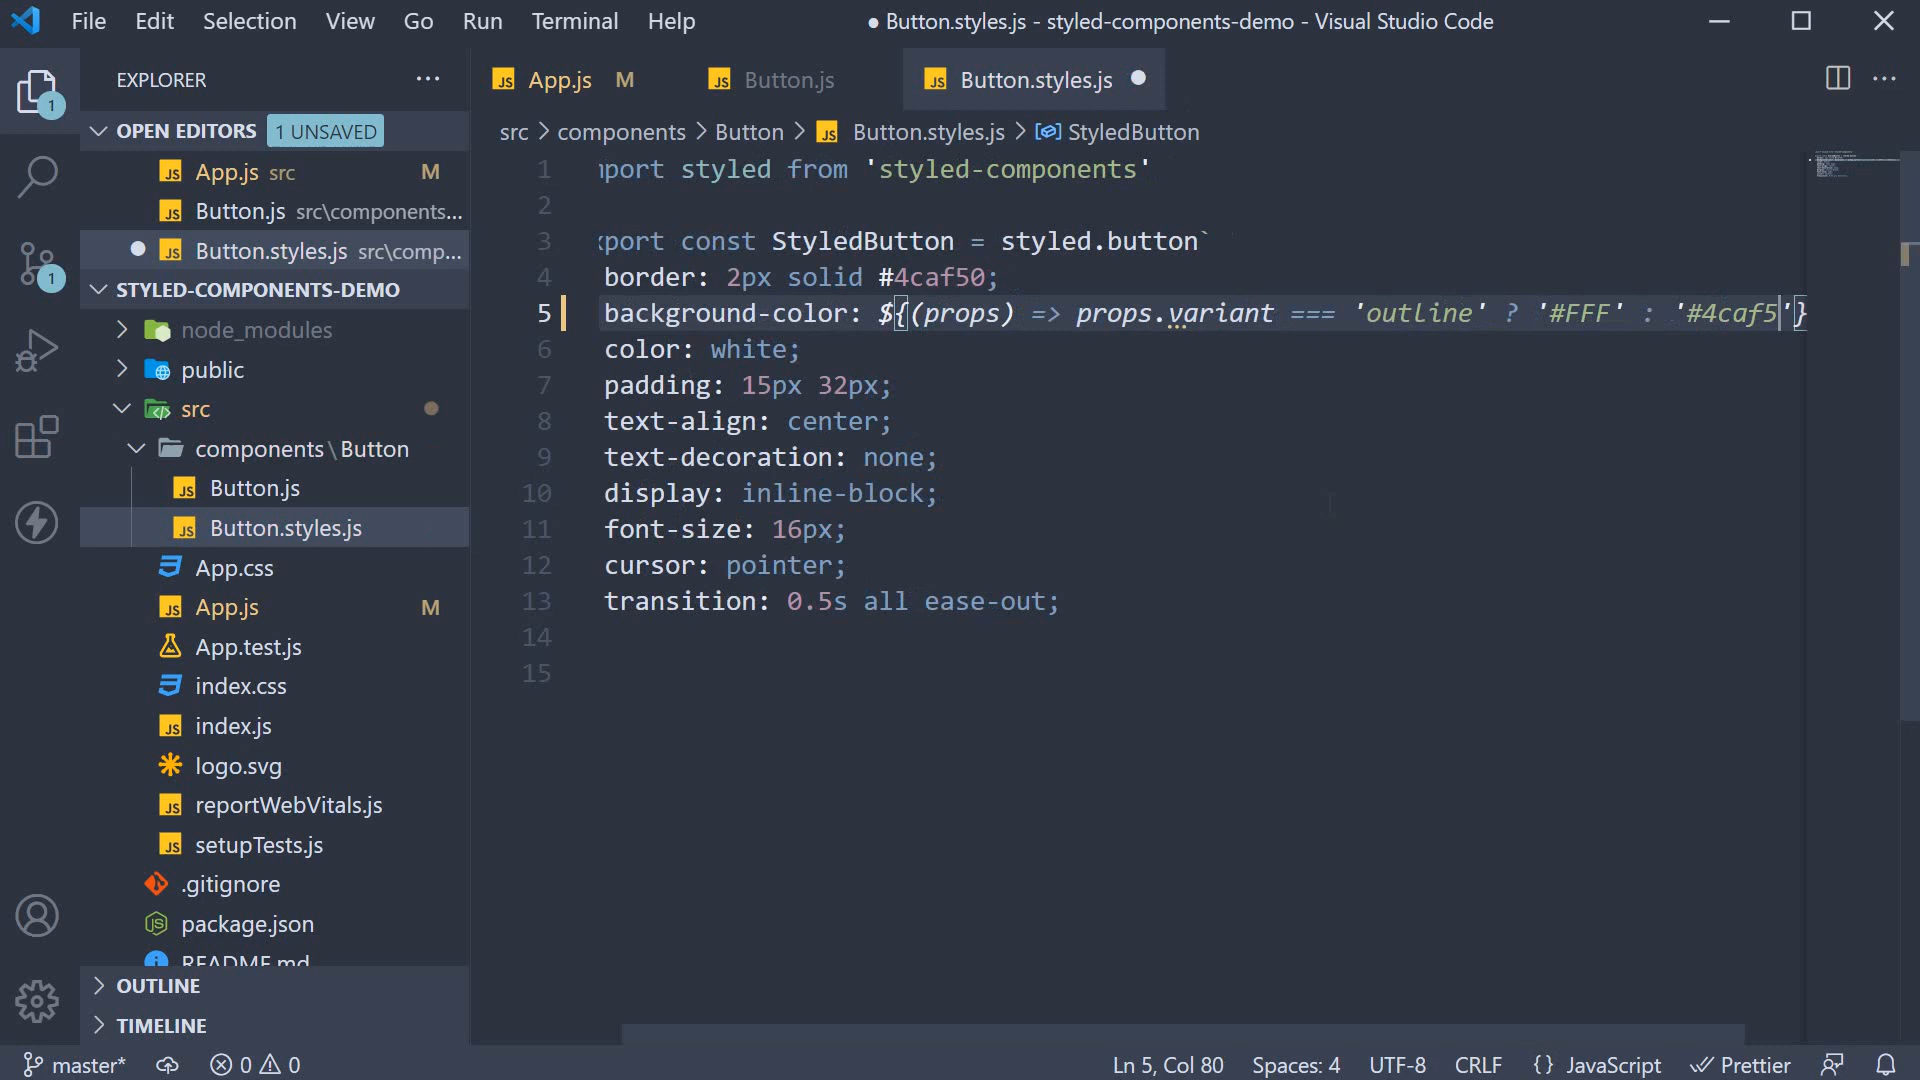 File Edit Selection View Go Run Terminal Help
● Button.styles.js - styled-components-demo - Visual Studio Code
EXPLORER
OPEN EDITORS 1 UNSAVED
App.js src M
Button.js src\components...
Button.styles.js src\comp...
STYLED-COMPONENTS-DEMO
node_modules
public
src
components\Button
Button.js
Button.styles.js
App.css
App.js M
App.test.js
index.css
index.js
logo.svg
reportWebVitals.js
setupTests.js
.gitignore
package.json
README.md
OUTLINE
TIMELINE
App.js M Button.js Button.styles.js
src > components > Button > Button.styles.js > StyledButton
1 mport styled from 'styled-components'
2
3 xport const StyledButton = styled.button`
4 border: 2px solid #4caf50;
5 background-color: ${(props) => props.variant === 'outline' ? '#FFF' : '#4caf5'}
6 color: white;
7 padding: 15px 32px;
8 text-align: center;
9 text-decoration: none;
10 display: inline-block;
11 font-size: 16px;
12 cursor: pointer;
13 transition: 0.5s all ease-out;
14
15
master* 0 0 Ln 5, Col 80 Spaces: 4 UTF-8 CRLF {} JavaScript Prettier